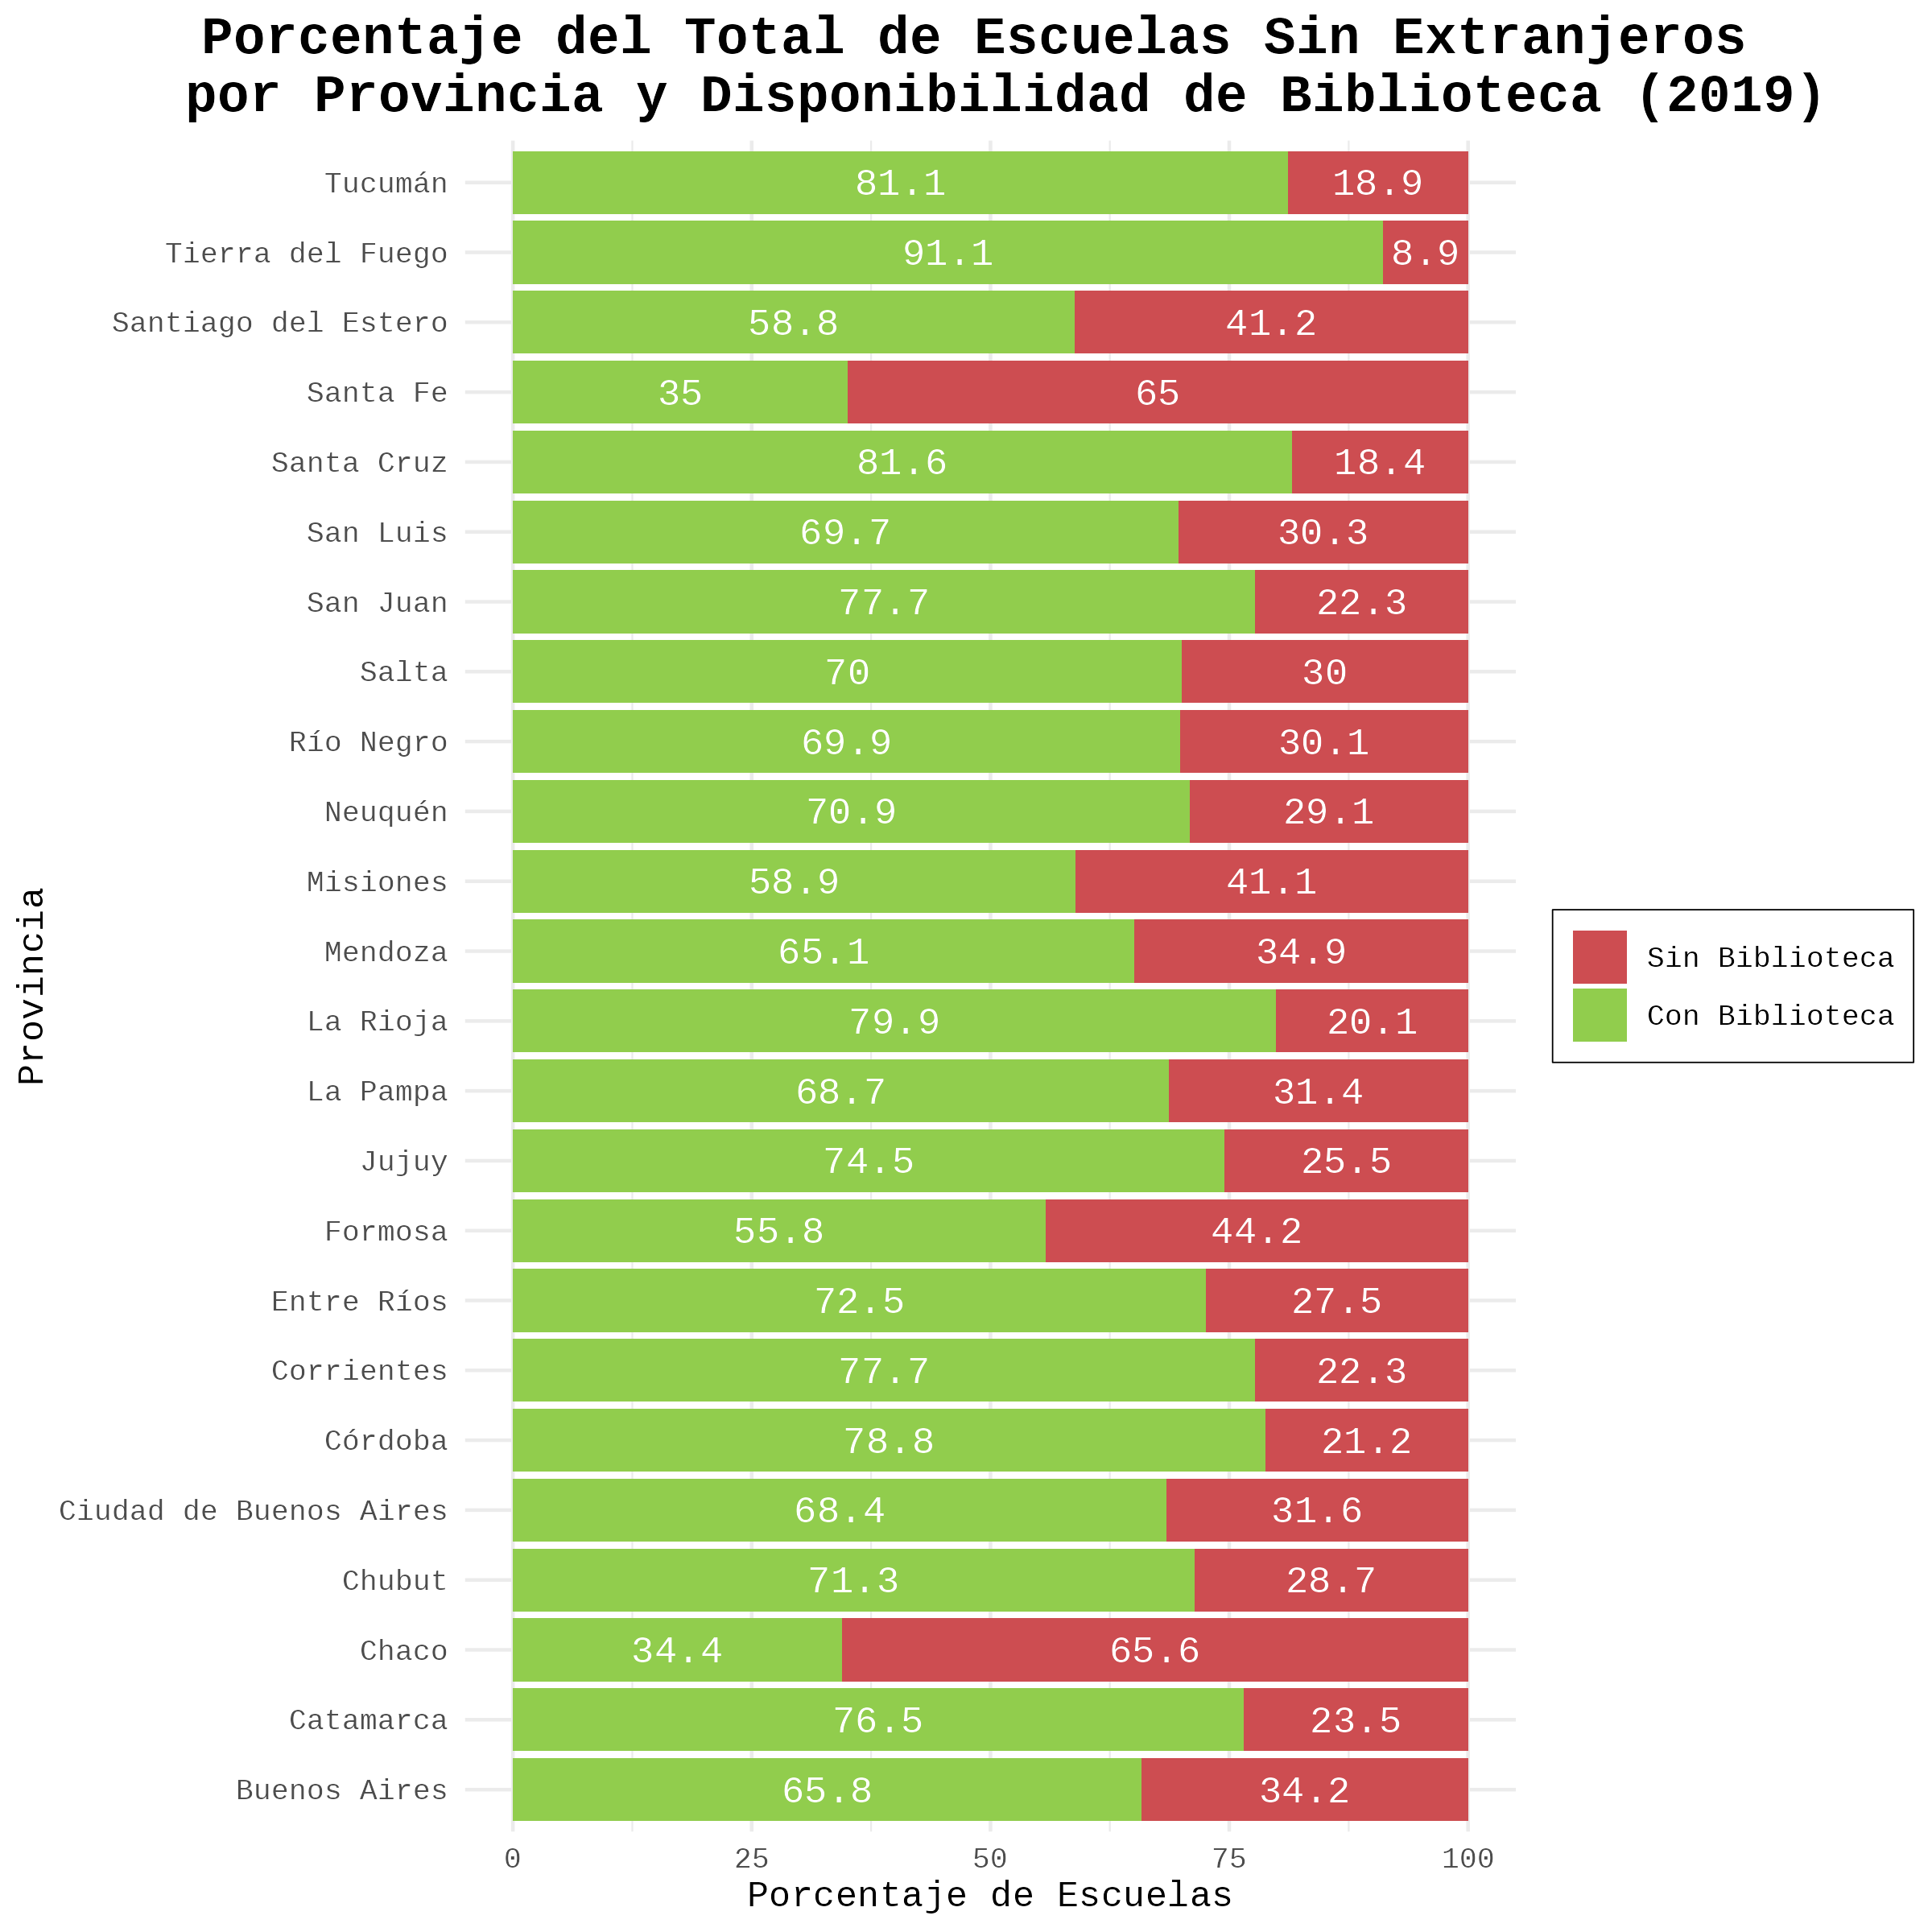 Porcentaje del Total de Escuelas Sin Extranjeros
por Provincia y Disponibilidad de Biblioteca (2019)
Tucumán 81.1 18.9
Tierra del Fuego 91.1 8.9
Santiago del Estero 58.8 41.2
Santa Fe 35 65
Santa Cruz 81.6 18.4
San Luis 69.7 30.3
San Juan 77.7 22.3
Salta 70 30
Río Negro 69.9 30.1
Neuquén 70.9 29.1
Misiones 58.9 41.1
Mendoza 65.1 34.9
La Rioja 79.9 20.1
La Pampa 68.7 31.4
Jujuy 74.5 25.5
Formosa 55.8 44.2
Entre Ríos 72.5 27.5
Corrientes 77.7 22.3
Córdoba 78.8 21.2
Ciudad de Buenos Aires 68.4 31.6
Chubut 71.3 28.7
Chaco 34.4 65.6
Catamarca 76.5 23.5
Buenos Aires 65.8 34.2
0 25 50 75 100
Porcentaje de Escuelas
Provincia
Sin Biblioteca
Con Biblioteca